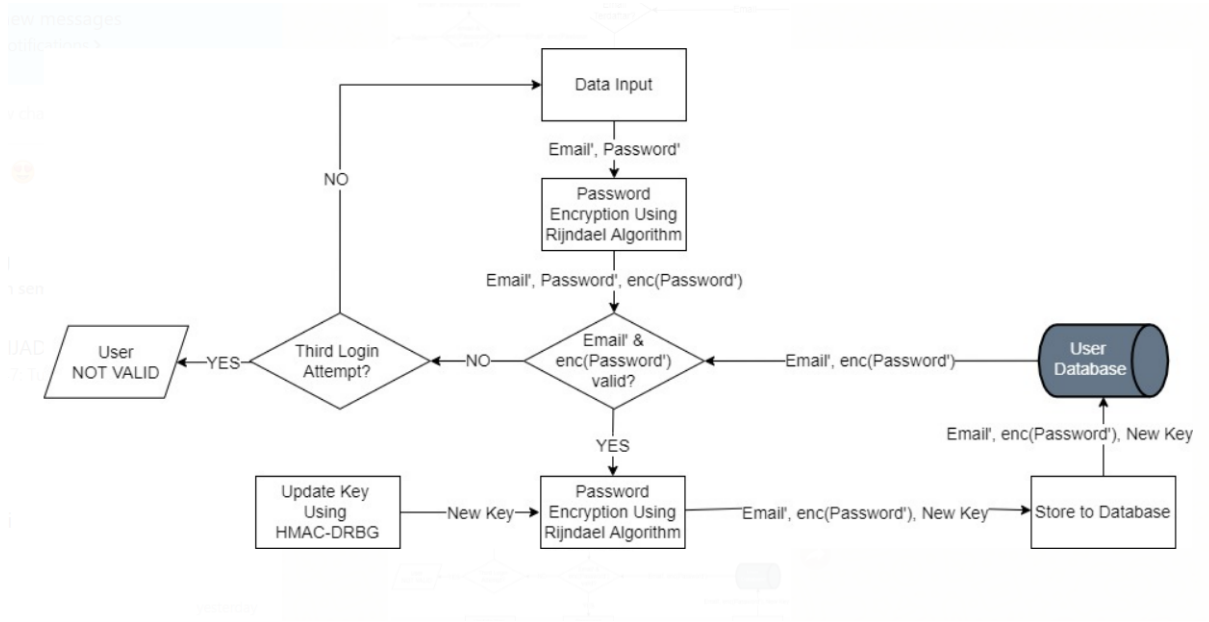 Data Input
Email', Password'
NO
Password
Encryption Using
Rijndael Algorithm
Email', Password', enc(Password')
User
NOT VALID
YES
Third Login
Attempt?
NO
Email' &
enc(Password')
valid?
Email', enc(Password')
User
Database
YES
Email', enc(Password'), New Key
Update Key
Using
HMAC-DRBG
New Key
Password
Encryption Using
Rijndael Algorithm
Email', enc(Password'), New Key
Store to Database